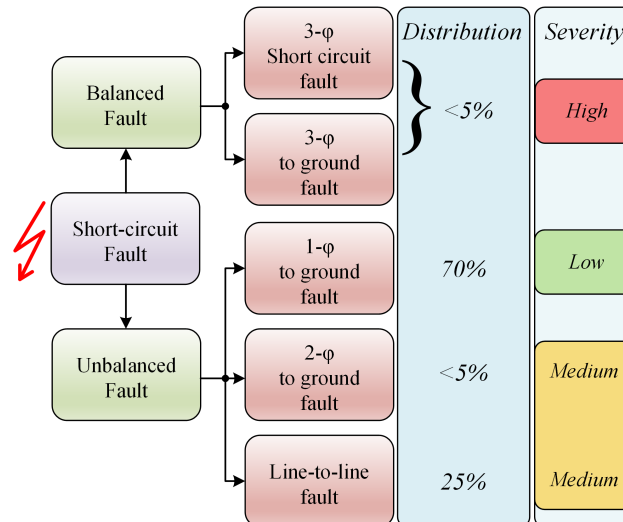 3-φ
Short circuit
fault
Distribution
Severity
Balanced
Fault
<5%
High
3-φ
to ground
fault
Short-circuit
Fault
1-φ
to ground
fault
70%
Low
Unbalanced
Fault
2-φ
to ground
fault
<5%
Medium
Line-to-line
fault
25%
Medium